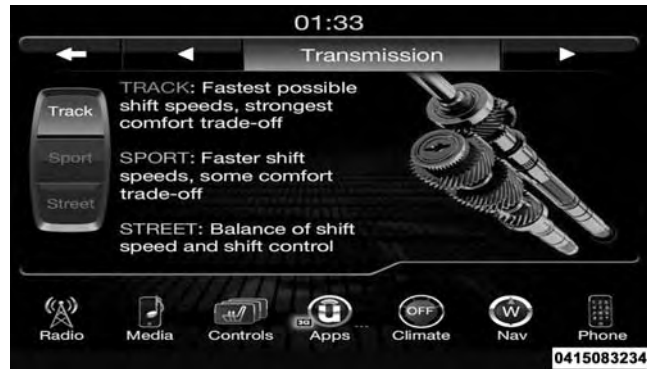 01:33
Transmission
Track
Sport
Street
TRACK: Fastest possible
shift speeds, strongest
comfort trade-off
SPORT: Faster shift
speeds, some comfort
trade-off
STREET: Balance of shift
speed and shift control
3G
U
OFF
W
Radio
Media
Controls
Apps
Climate
Nav
Phone
0415083234